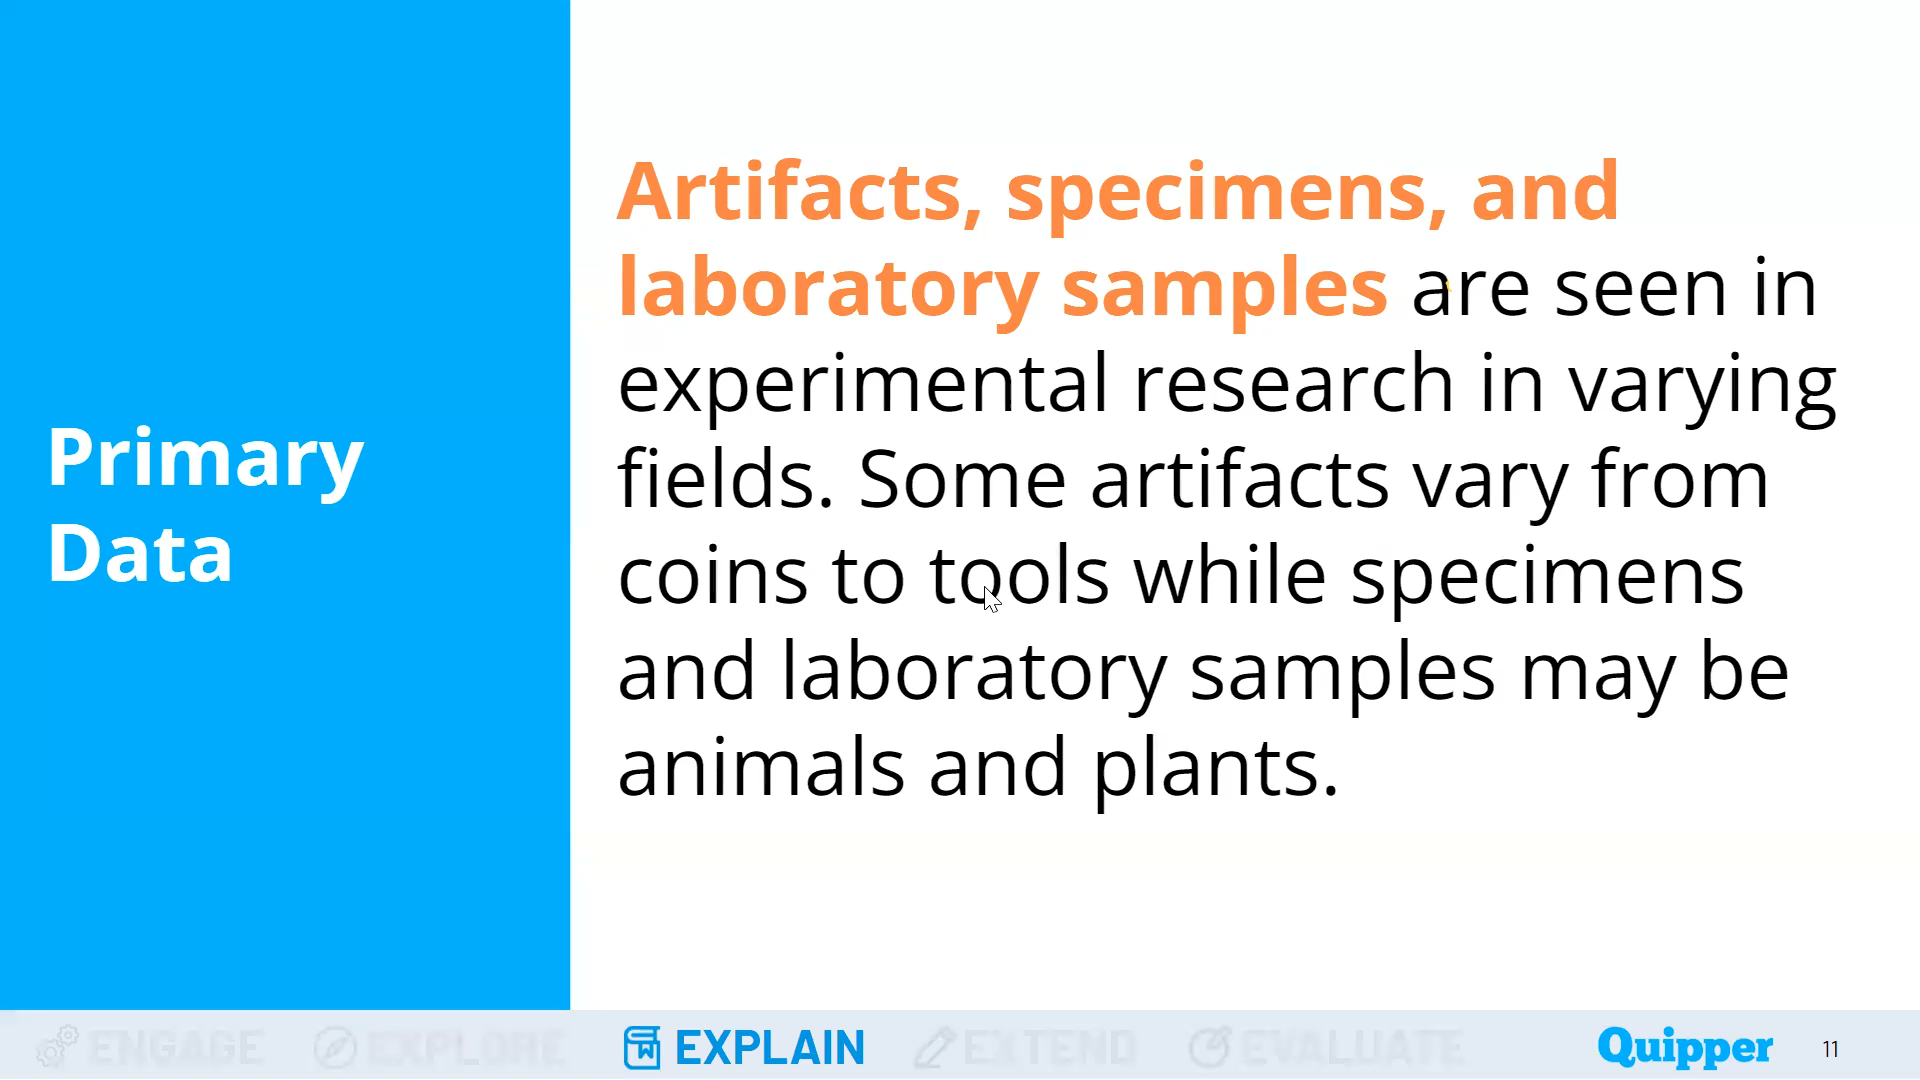 Primary
Data
Artifacts, specimens, and
laboratory samples are seen in
experimental research in varying
fields. Some artifacts vary from
coins to tools while specimens
and laboratory samples may be
animals and plants.
ENGAGE
EXPLORE
EXPLAIN
EXTEND
EVALUATE
Quipper
11